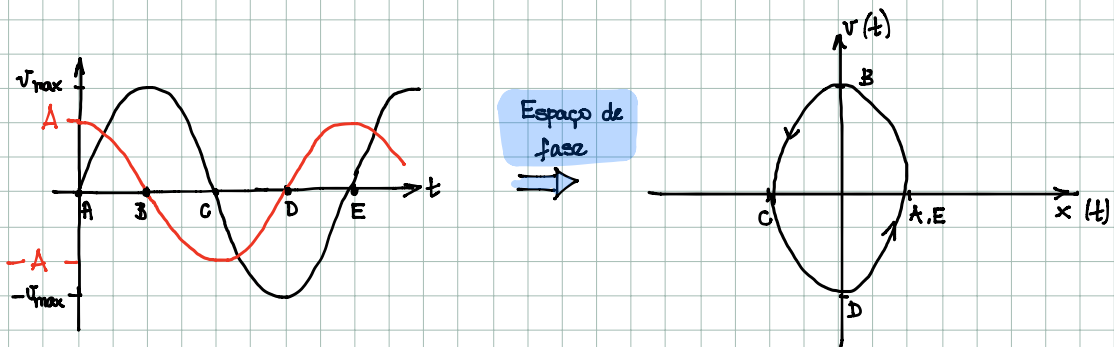 v max
A
A
B
C
D
E
t
- A
-v max
Espaço de
fase
v(t)
B
C
A,E
x (t)
D